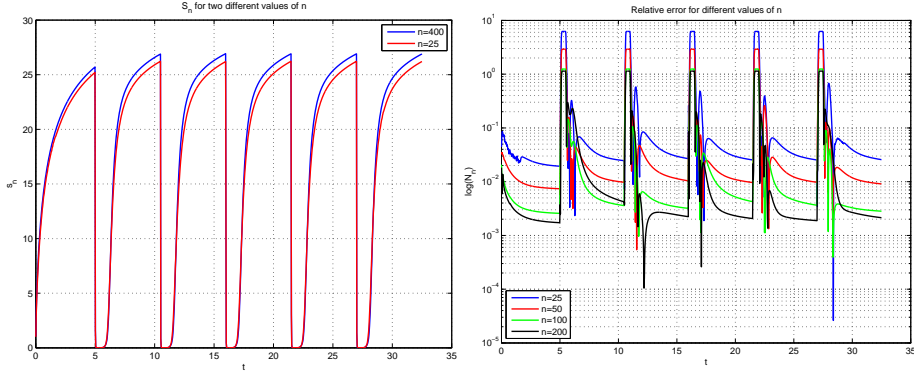 S_n for two different values of n
s_n
30
25
20
15
10
5
0
0 5 10 15 20 25 30 35
t
n=400
n=25
Relative error for different values of n
log(N_n)
10^1
10^0
10^-1
10^-2
10^-3
10^-4
10^-5
0 5 10 15 20 25 30 35
t
n=25
n=50
n=100
n=200